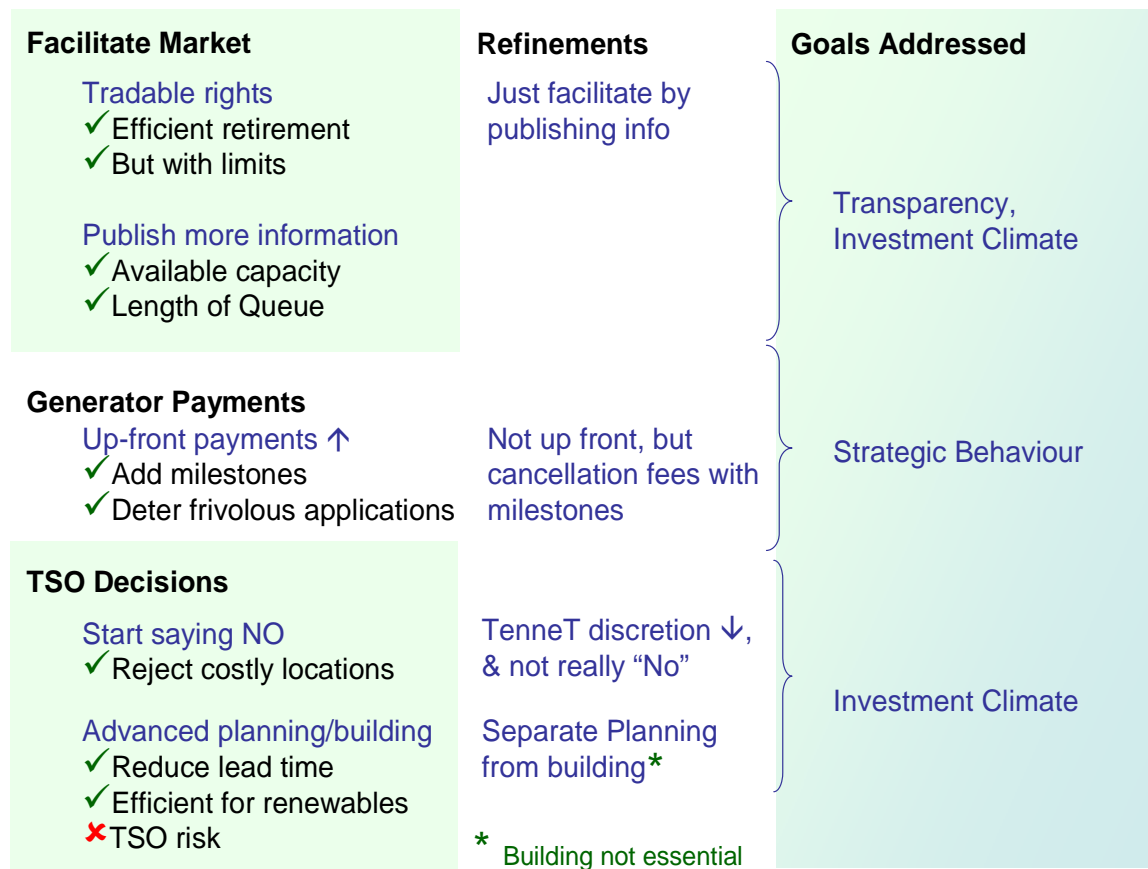 Facilitate Market
Tradable rights
✓Efficient retirement
✓But with limits
Publish more information
✓Available capacity
✓Length of Queue
Refinements
Just facilitate by
publishing info
Goals Addressed
Transparency,
Investment Climate
Generator Payments
Up-front payments ↑
✓Add milestones
✓Deter frivolous applications
Not up front, but
cancellation fees with
milestones
Strategic Behaviour
TSO Decisions
Start saying NO
✓Reject costly locations
TenneT discretion ↓,
& not really “No”
Advanced planning/building
✓Reduce lead time
✓Efficient for renewables
✘TSO risk
Separate Planning
from building*
Investment Climate
* Building not essential